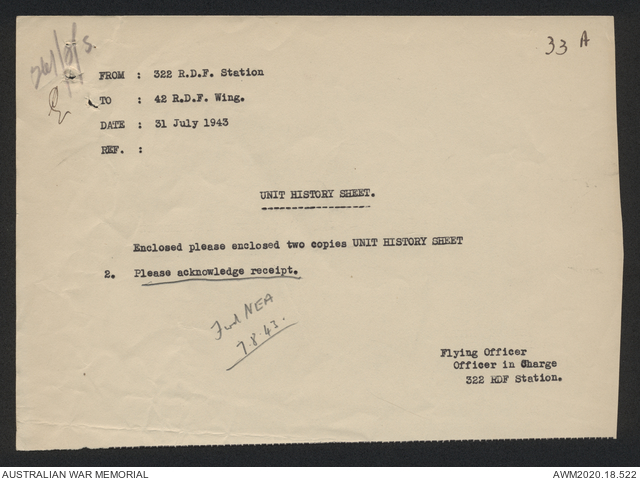 33 A
FROM : 322 R.D.F. Station
TO : 42 R.D.F. Wing.
DATE : 31 July 1943
REF. :
UNIT HISTORY SHEET.
Enclosed please enclosed two copies UNIT HISTORY SHEET
2. Please acknowledge receipt.
Fwd NEA
7.8.43.
Flying Officer
Officer in Charge
322 RDF Station.
AUSTRALIAN WAR MEMORIAL
AWM2020.18.522